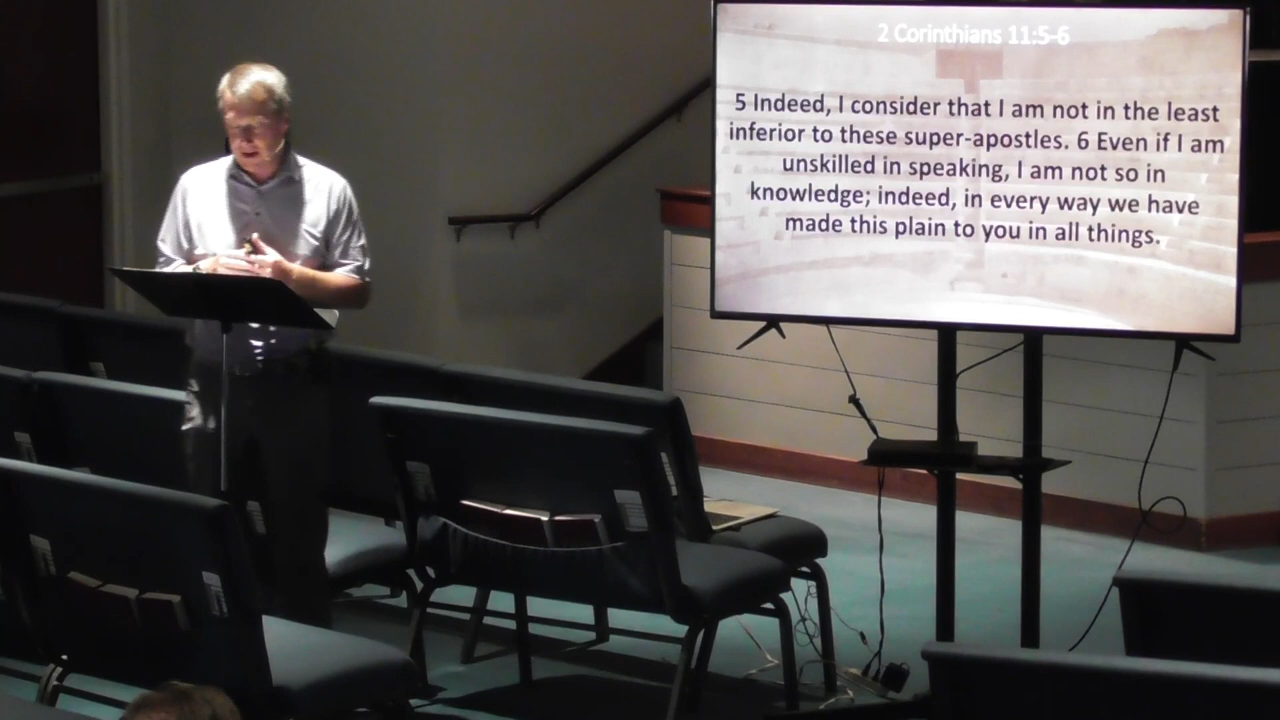 2 Corinthians 11:5-6
5 Indeed, I consider that I am not in the least
inferior to these super-apostles. 6 Even if I am
unskilled in speaking, I am not so in
knowledge; indeed, in every way we have
made this plain to you in all things.